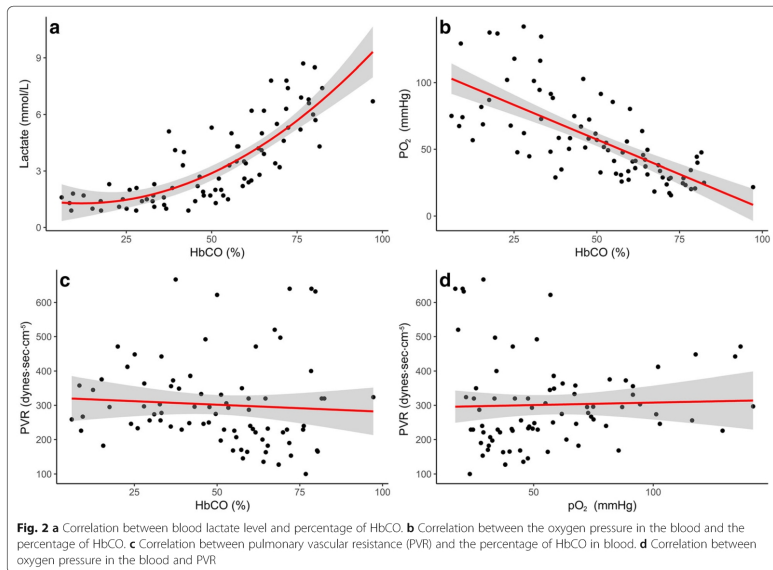 a
Lactate (mmol/L)
9
6
3
0
25
50
75
100
HbCO (%)
b
PO₂ (mmHg)
100
50
0
25
50
75
100
HbCO (%)
c
PVR (dynes·sec·cm⁻⁵)
600
500
400
300
200
100
25
50
75
100
HbCO (%)
d
PVR (dynes·sec·cm⁻⁵)
600
500
400
300
200
100
50
100
pO₂ (mmHg)
Fig. 2 a Correlation between blood lactate level and percentage of HbCO. b Correlation between the oxygen pressure in the blood and the
percentage of HbCO. c Correlation between pulmonary vascular resistance (PVR) and the percentage of HbCO in blood. d Correlation between
oxygen pressure in the blood and PVR